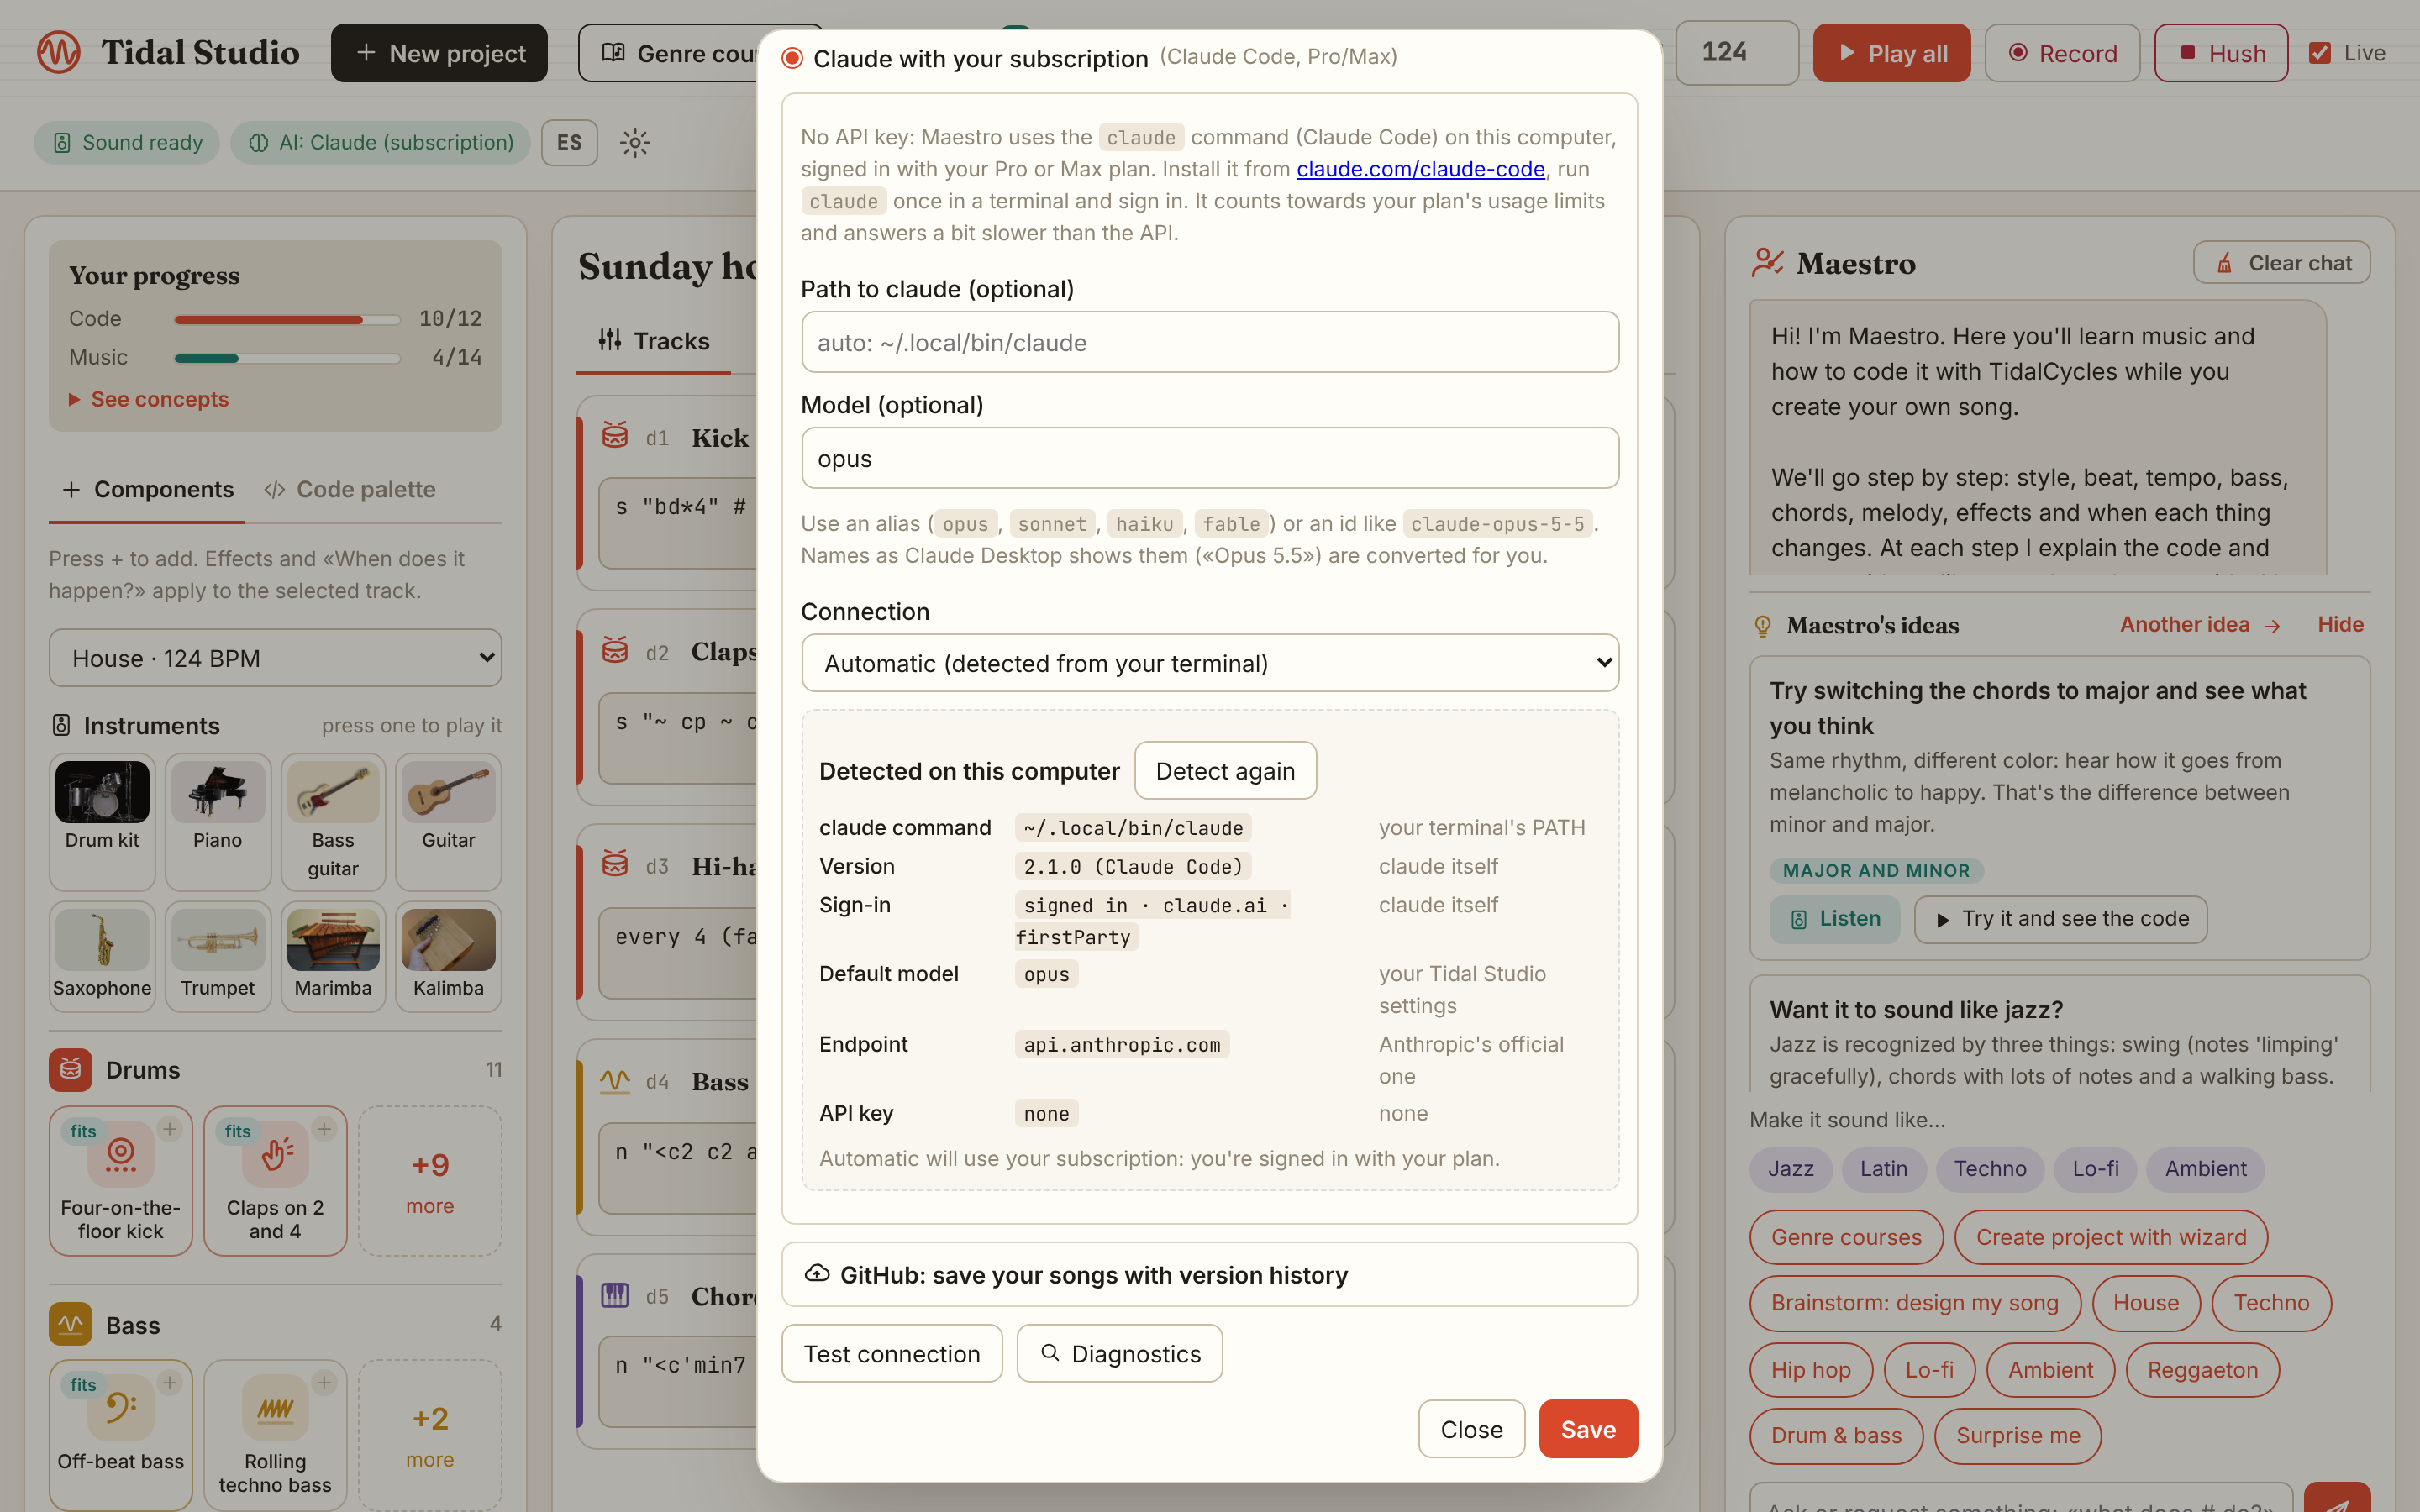 Tidal Studio
New project
Genre
124
Play all
Record
Hush
Live
Sound ready
AI: Claude (subscription)
ES
Your progress
Code
10/12
Music
4/14
See concepts
Components
Code palette
Press + to add. Effects and «When does it
happen?» apply to the selected track.
House · 124 BPM
Instruments
press one to play it
Drum kit
Piano
Bass
guitar
Guitar
Saxophone
Trumpet
Marimba
Kalimba
Drums
11
fits
Four-on-the-
floor kick
fits
Claps on 2
and 4
+9
more
Bass
4
fits
Off-beat bass
Rolling
techno bass
+2
more
Sunday
Tracks
d1
Kick
s "bd*4" #
d2
Claps
s "~ cp ~
d3
every 4
d4
Bass
n "<c2 c2
d5
n "<c'min7
Claude with your subscription (Claude Code, Pro/Max)
No API key: Maestro uses the claude command (Claude Code) on this computer,
signed in with your Pro or Max plan. Install it from claude.com/claude-code, run
claude once in a terminal and sign in. It counts towards your plan's usage limits
and answers a bit slower than the API.
Path to claude (optional)
auto: ~/.local/bin/claude
Model (optional)
opus
Use an alias (opus, sonnet, haiku, fable) or an id like claude-opus-5-5.
Names as Claude Desktop shows them («Opus 5.5») are converted for you.
Connection
Automatic (detected from your terminal)
Detected on this computer
Detect again
claude command
~/.local/bin/claude
your terminal's PATH
Version
2.1.0 (Claude Code)
claude itself
Sign-in
signed in · claude.ai ·
firstParty
claude itself
Default model
opus
your Tidal Studio
settings
Endpoint
api.anthropic.com
Anthropic's official
one
API key
none
none
Automatic will use your subscription: you're signed in with your plan.
GitHub: save your songs with version history
Test connection
Diagnostics
Close
Save
Maestro
Clear chat
Hi! I'm Maestro. Here you'll learn music and
how to code it with TidalCycles while you
create your own song.
We'll go step by step: style, beat, tempo, bass,
chords, melody, effects and when each thing
changes. At each step I explain the code and
Maestro's ideas
Another idea →
Hide
Try switching the chords to major and see what
you think
Same rhythm, different color: hear how it goes from
melancholic to happy. That's the difference between
minor and major.
MAJOR AND MINOR
Listen
Try it and see the code
Want it to sound like jazz?
Jazz is recognized by three things: swing (notes 'limping'
gracefully), chords with lots of notes and a walking bass.
Make it sound like...
Jazz
Latin
Techno
Lo-fi
Ambient
Genre courses
Create project with wizard
Brainstorm: design my song
House
Techno
Hip hop
Lo-fi
Ambient
Reggaeton
Drum & bass
Surprise me